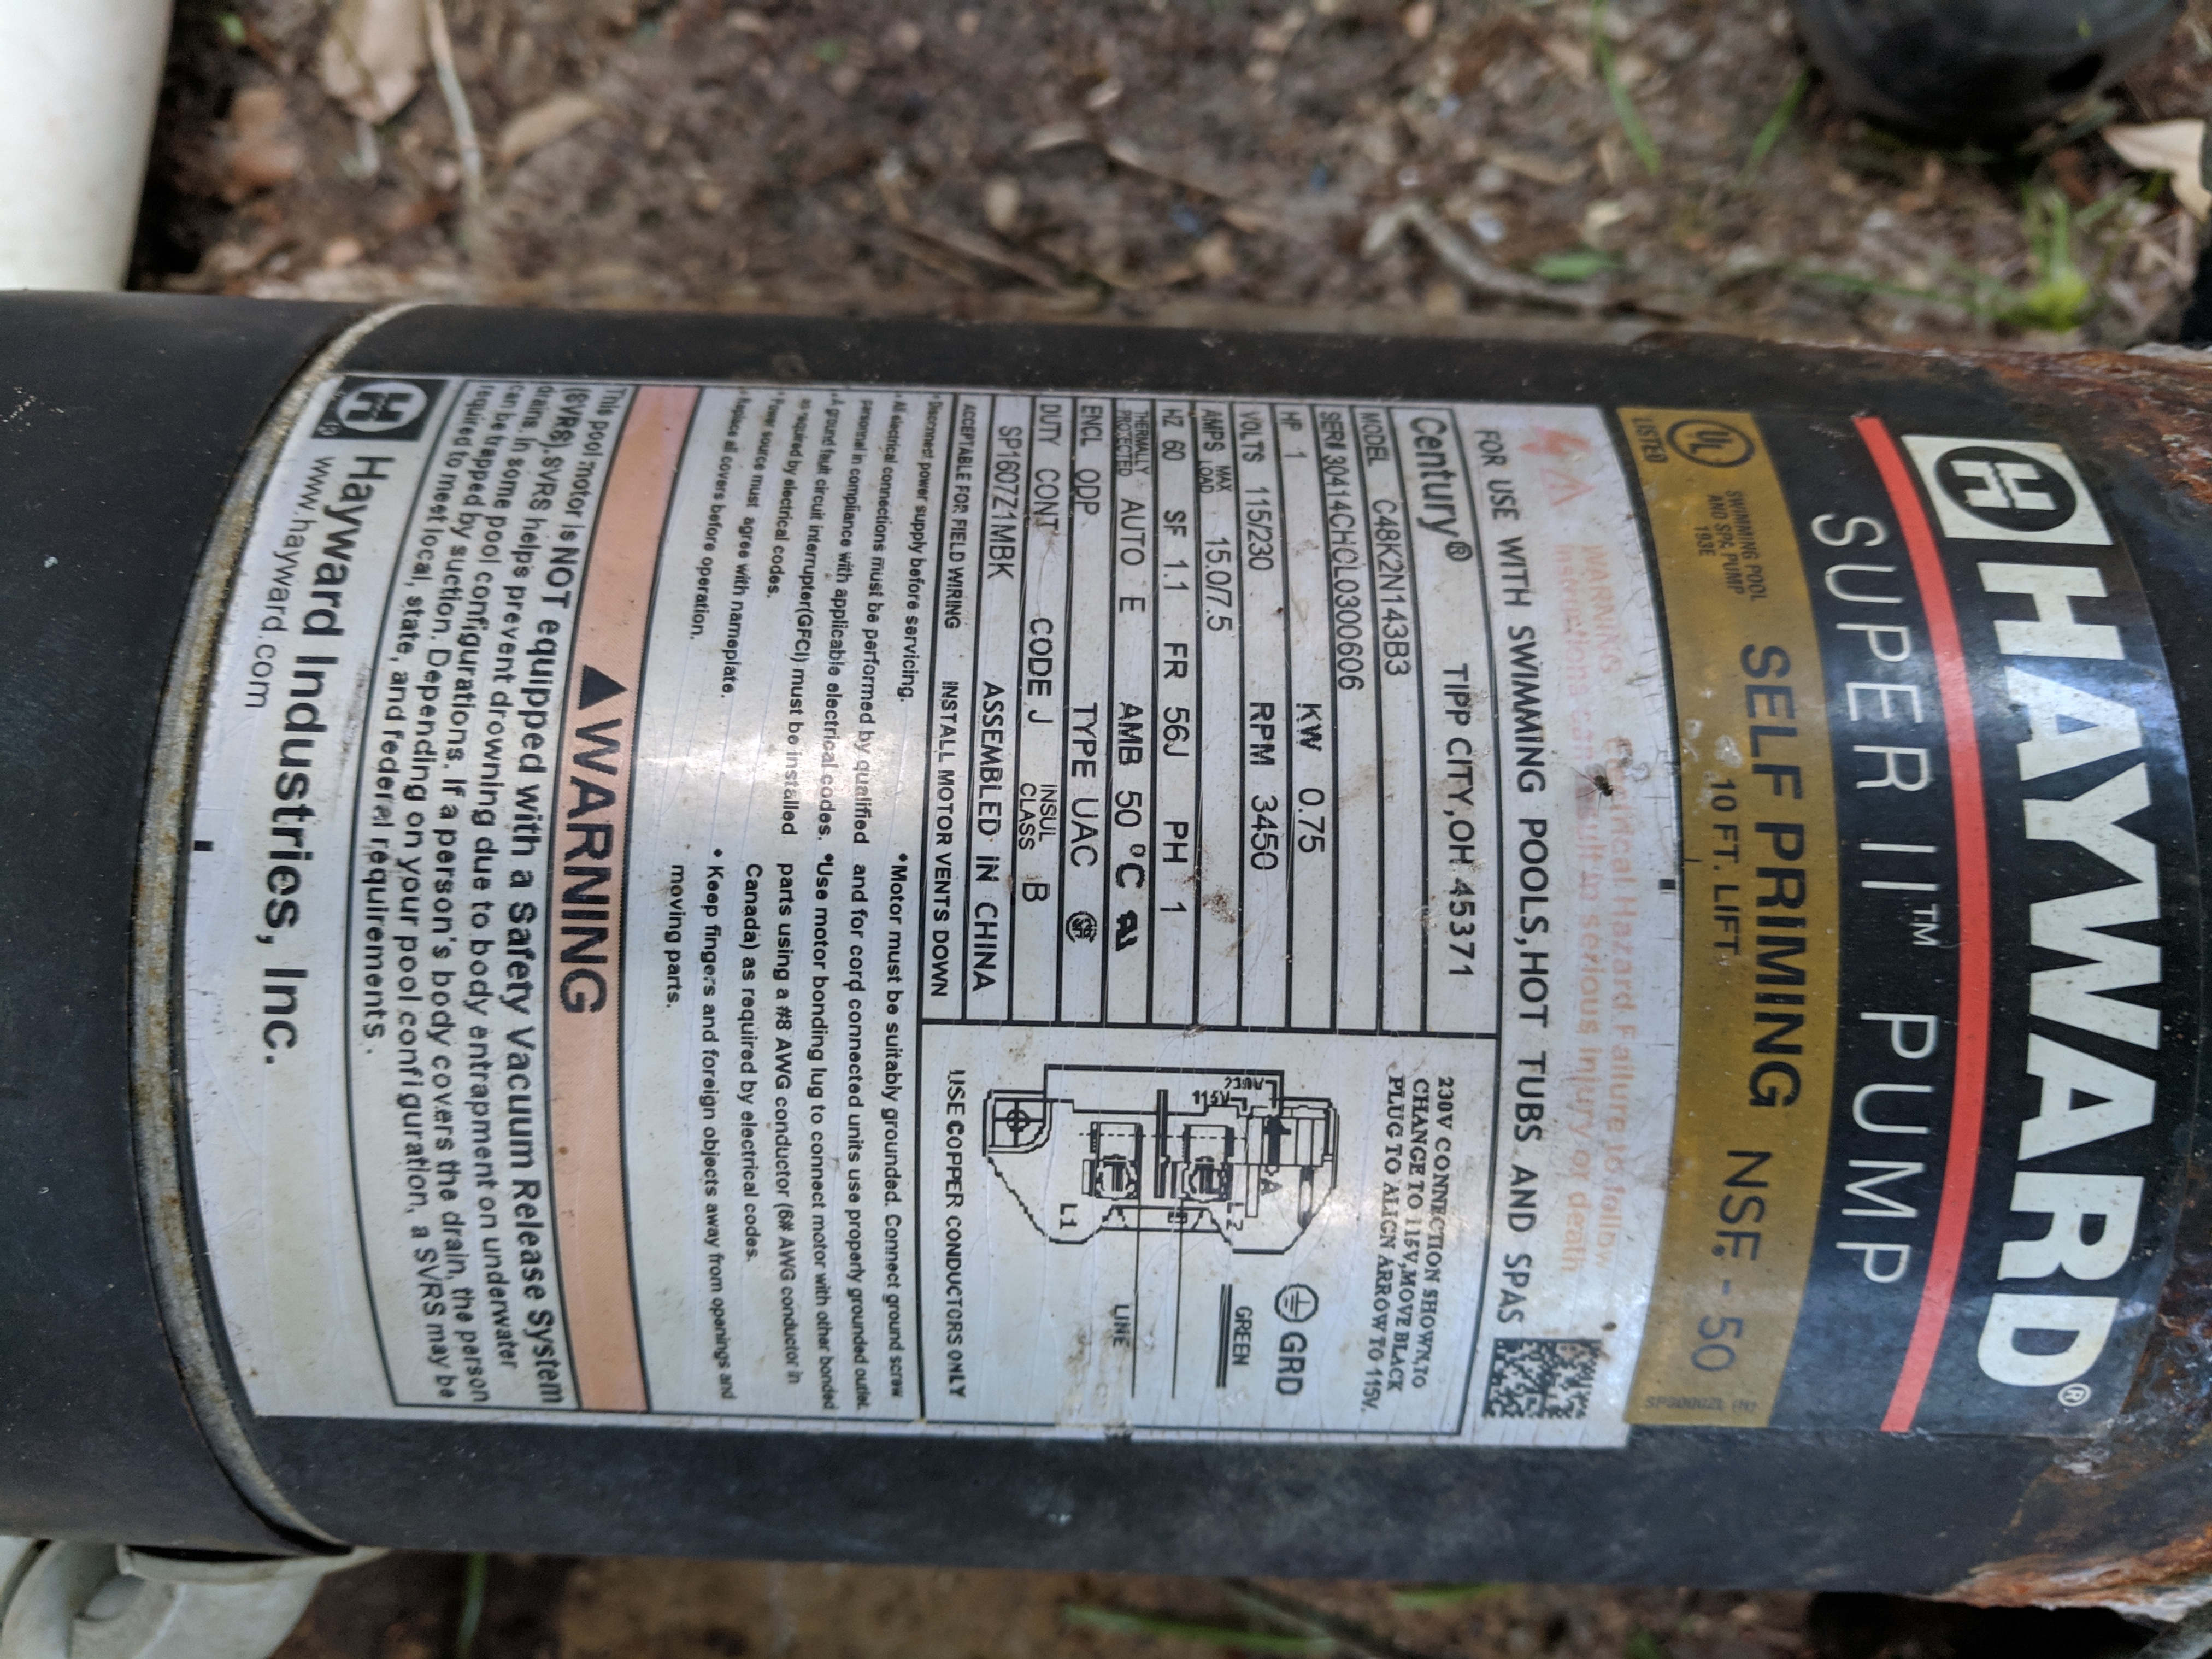 H HAYWARD®
SUPER II™ PUMP
UL
LISTED
SWIMMING POOL
AND SPA PUMP
193E
SELF PRIMING NSF - 50
10 FT. LIFT
WARNING
Electrical Hazard Failure to follow
instructions can result in serious injury or death
FOR USE WITH SWIMMING POOLS,HOT TUBS AND SPAS
Century® TIPP CITY,OH 45371
MODEL C48K2N143B3
SER# 30414CHCL0300606
HP 1 KW 0.75
VOLTS 115/230 RPM 3450
AMPS MAX LOAD 15.0/7.5
HZ 60 SF 1.1 FR 56J PH 1
THERMALLY PROTECTED AUTO E AMB 50 °C
ENCL ODP TYPE UAC
DUTY CONT CODE J INSUL CLASS B
SP1607Z1MBK ASSEMBLED IN CHINA
ACCEPTABLE FOR FIELD WIRING INSTALL MOTOR VENTS DOWN
230V CONNECTION SHOWN,TO
CHANGE TO 115V,MOVE BLACK
PLUG TO ALIGN ARROW TO 115V.
GRD
GREEN
230V
115V
A
L2
L1
LINE
USE COPPER CONDUCTORS ONLY
• Disconnect power supply before servicing.
• All electrical connections must be performed by qualified
personnal in compliance with applicable electrical codes.
• A ground fault circuit interrupter(GFCI) must be installed
as required by electrical codes.
• Power source must agree with nameplate.
• Replace all covers before operation.
• Motor must be suitably grounded. Connect ground screw
and for cord connected units use properly grounded outlet.
• Use motor bonding lug to connect motor with other bonded
parts using a #8 AWG conductor (6# AWG conductor in
Canada) as required by electrical codes.
• Keep fingers and foreign objects away from openings and
moving parts.
WARNING
This pool motor is NOT equipped with a Safety Vacuum Release System
(SVRS).SVRS helps prevent drowning due to body entrapment on underwater
drains. In some pool configurations, If a person's body covers the drain, the person
can be trapped by suction. Depending on your pool configuration, a SVRS may be
required to meet local, state, and federal requirements.
H® Hayward Industries, Inc.
www.hayward.com